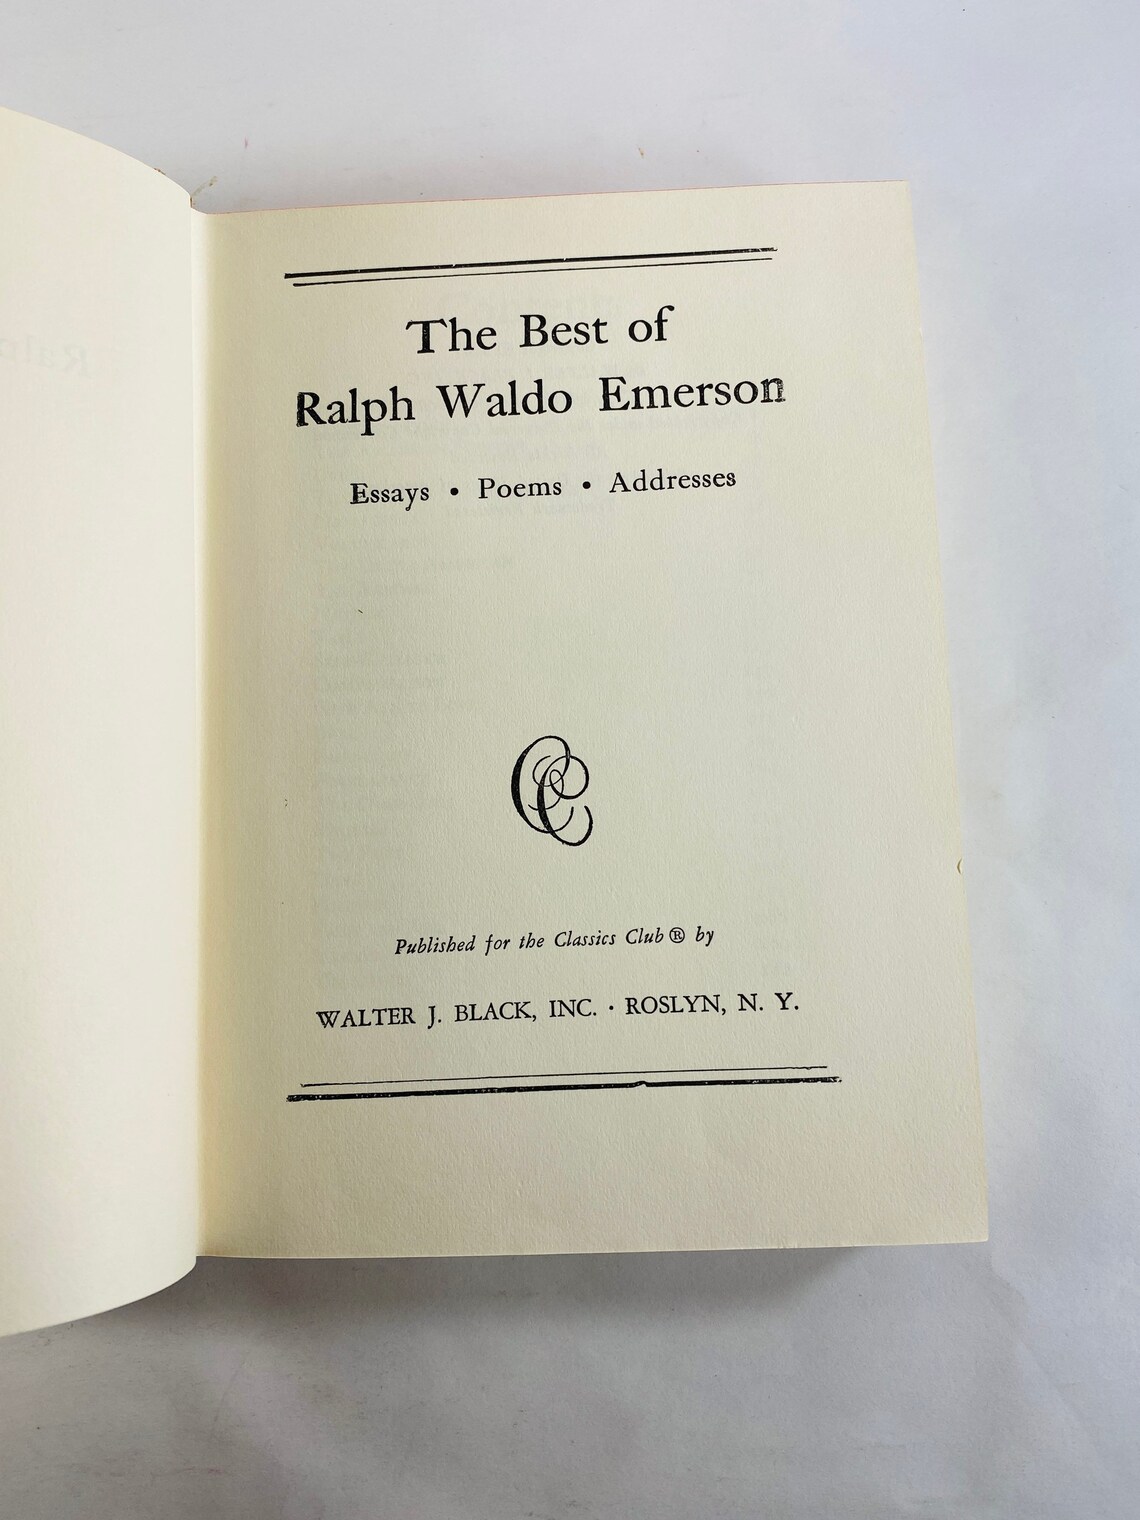 The Best of
Ralph Waldo Emerson
Essays • Poems • Addresses
CC
Published for the Classics Club ® by
WALTER J. BLACK, INC. • ROSLYN, N. Y.